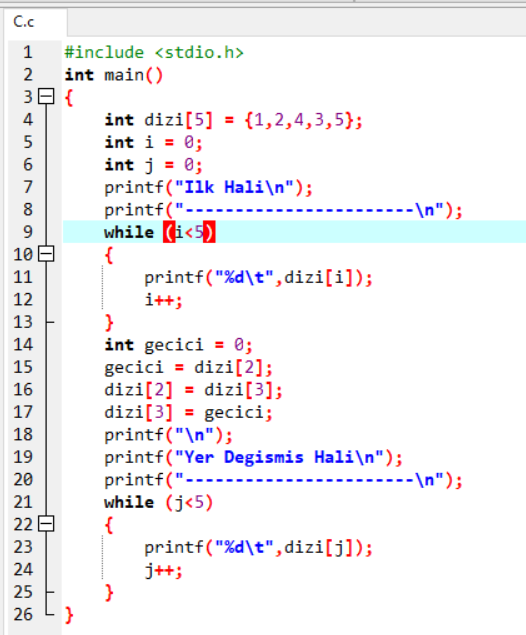 C.c
1 #include <stdio.h>
2 int main()
3 {
4 int dizi[5] = {1,2,4,3,5};
5 int i = 0;
6 int j = 0;
7 printf("Ilk Hali\n");
8 printf("-----------------------\n");
9 while (i<5)
10 {
11 printf("%d\t",dizi[i]);
12 i++;
13 }
14 int gecici = 0;
15 gecici = dizi[2];
16 dizi[2] = dizi[3];
17 dizi[3] = gecici;
18 printf("\n");
19 printf("Yer Degismis Hali\n");
20 printf("-----------------------\n");
21 while (j<5)
22 {
23 printf("%d\t",dizi[j]);
24 j++;
25 }
26 }